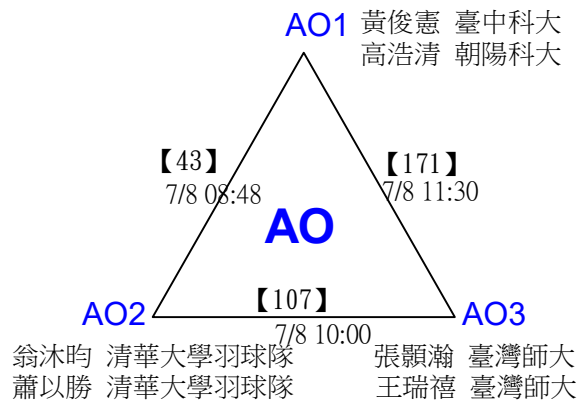 AO1 黃俊憲 臺中科大
高浩清 朝陽科大
【43】
7/8 08:48
【171】
7/8 11:30
AO
【107】
7/8 10:00
AO2
AO3
翁沐昀 清華大學羽球隊
蕭以勝 清華大學羽球隊
張顥瀚 臺灣師大
王瑞禧 臺灣師大